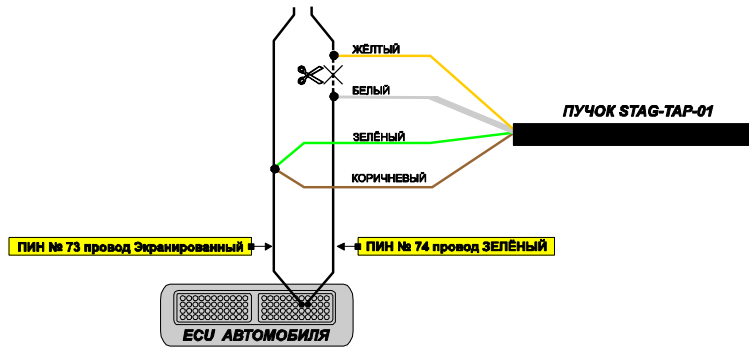 ЖЁЛТЫЙ
БЕЛЫЙ
ПУЧОК STAG-TAP-01
ЗЕЛЁНЫЙ
КОРИЧНЕВЫЙ
ПИН № 73 провод Экранированный
ПИН № 74 провод ЗЕЛЁНЫЙ
ECU АВТОМОБИЛЯ